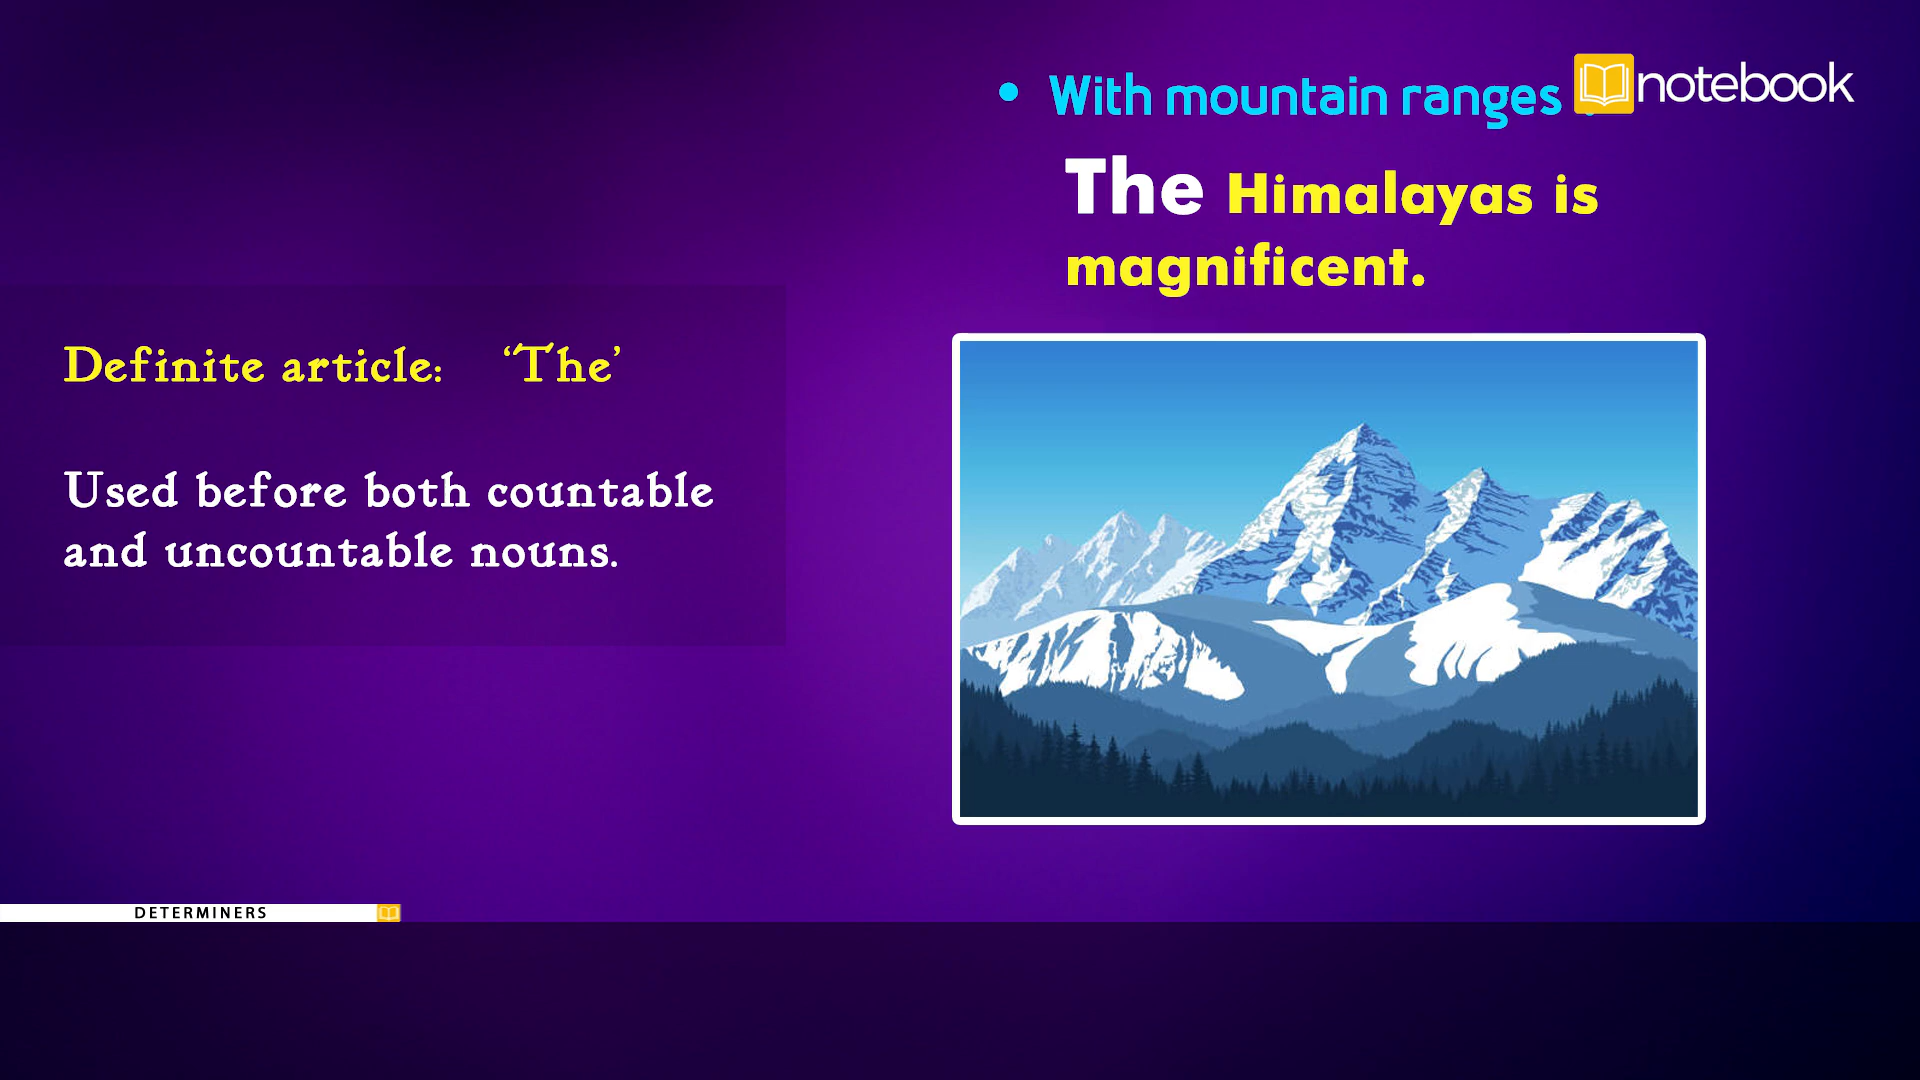 • With mountain ranges :
notebook
The Himalayas is
magnificent.
Definite article: ‘The’
Used before both countable
and uncountable nouns.
DETERMINERS